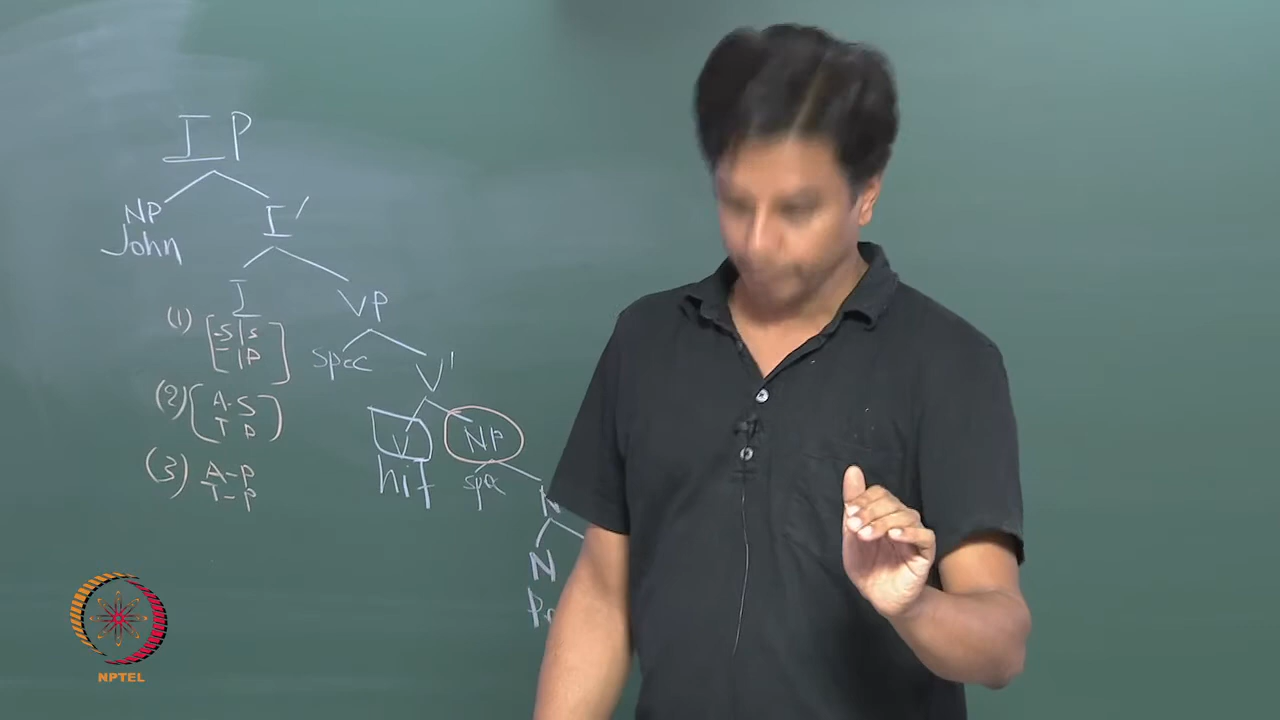 IP
NP I'
John
I VP
(1) [-S|s
T|P]
spec V'
(2) [A-S
T P]
V NP
hit spec
(3) A-P
T-P
N
NPTEL